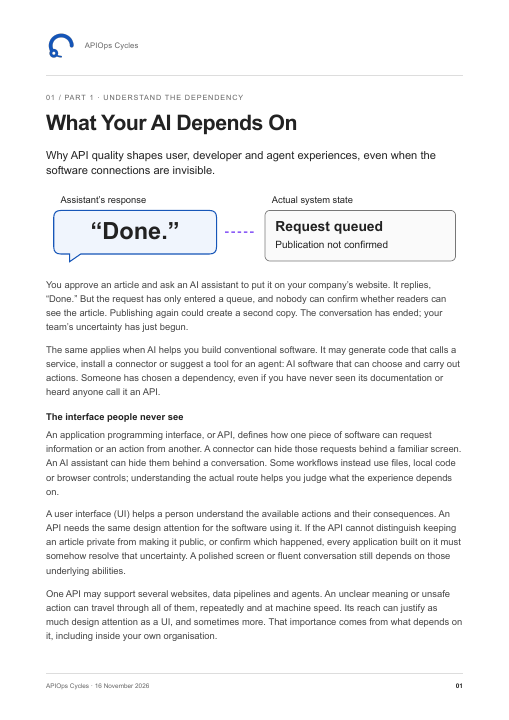 APIOps Cycles
01 / PART 1 · UNDERSTAND THE DEPENDENCY
What Your AI Depends On
Why API quality shapes user, developer and agent experiences, even when the
software connections are invisible.
Assistant’s response
Actual system state
“Done.”
Request queued
Publication not confirmed
You approve an article and ask an AI assistant to put it on your company’s website. It replies,
“Done.” But the request has only entered a queue, and nobody can confirm whether readers can
see the article. Publishing again could create a second copy. The conversation has ended; your
team’s uncertainty has just begun.
The same applies when AI helps you build conventional software. It may generate code that calls a
service, install a connector or suggest a tool for an agent: AI software that can choose and carry out
actions. Someone has chosen a dependency, even if you have never seen its documentation or
heard anyone call it an API.
The interface people never see
An application programming interface, or API, defines how one piece of software can request
information or an action from another. A connector can hide those requests behind a familiar screen.
An AI assistant can hide them behind a conversation. Some workflows instead use files, local code
or browser controls; understanding the actual route helps you judge what the experience depends
on.
A user interface (UI) helps a person understand the available actions and their consequences. An
API needs the same design attention for the software using it. If the API cannot distinguish keeping
an article private from making it public, or confirm which happened, every application built on it must
somehow resolve that uncertainty. A polished screen or fluent conversation still depends on those
underlying abilities.
One API may support several websites, data pipelines and agents. An unclear meaning or unsafe
action can travel through all of them, repeatedly and at machine speed. Its reach can justify as
much design attention as a UI, and sometimes more. That importance comes from what depends on
it, including inside your own organisation.
APIOps Cycles · 16 November 2026
01